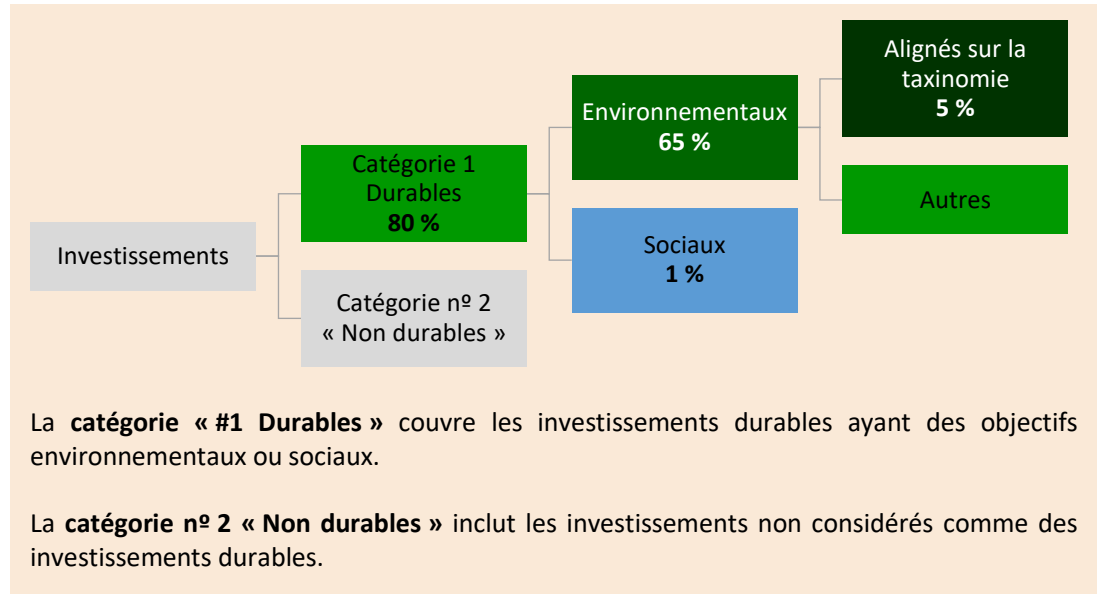 Investissements
Catégorie 1
Durables
80 %
Catégorie nº 2
« Non durables »
Environnementaux
65 %
Sociaux
1 %
Alignés sur la
taxinomie
5 %
Autres
La catégorie « #1 Durables » couvre les investissements durables ayant des objectifs
environnementaux ou sociaux.
La catégorie nº 2 « Non durables » inclut les investissements non considérés comme des
investissements durables.